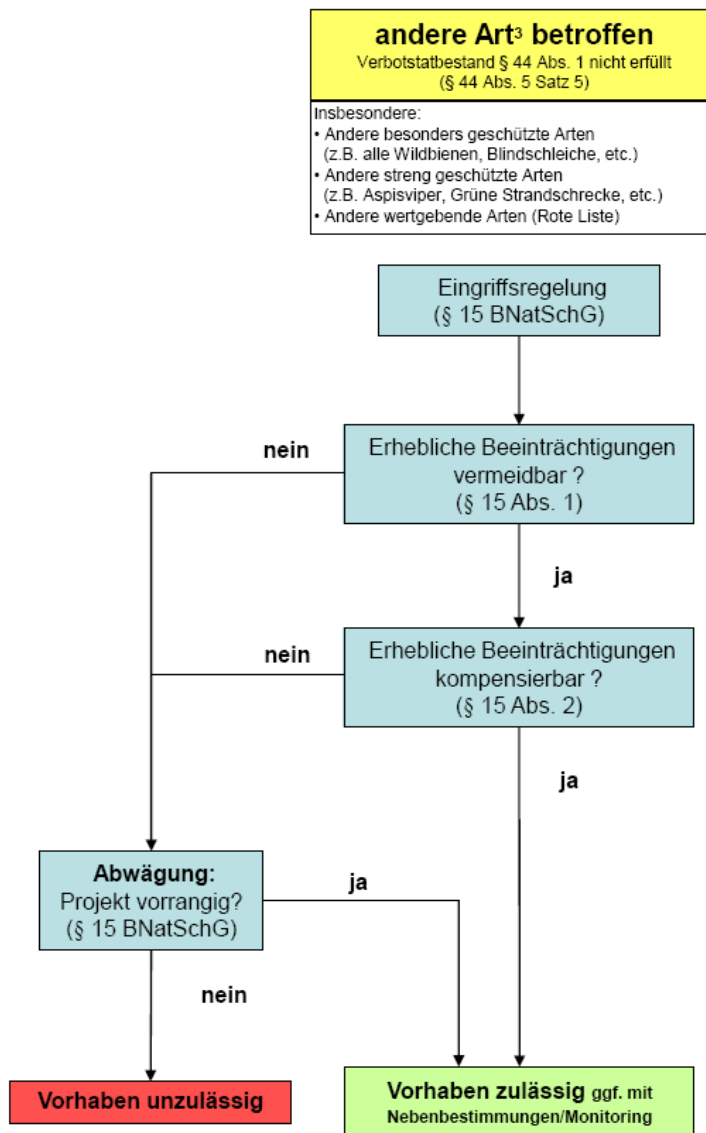 andere Art³ betroffen
Verbotstatbestand § 44 Abs. 1 nicht erfüllt
(§ 44 Abs. 5 Satz 5)
Insbesondere:
• Andere besonders geschützte Arten
(z.B. alle Wildbienen, Blindschleiche, etc.)
• Andere streng geschützte Arten
(z.B. Aspisviper, Grüne Strandschrecke, etc.)
• Andere wertgebende Arten (Rote Liste)
Eingriffsregelung
(§ 15 BNatSchG)
nein
Erhebliche Beeinträchtigungen
vermeidbar ?
(§ 15 Abs. 1)
ja
nein
Erhebliche Beeinträchtigungen
kompensierbar ?
(§ 15 Abs. 2)
ja
Abwägung:
Projekt vorrangig?
(§ 15 BNatSchG)
ja
nein
Vorhaben unzulässig
Vorhaben zulässig ggf. mit
Nebenbestimmungen/Monitoring